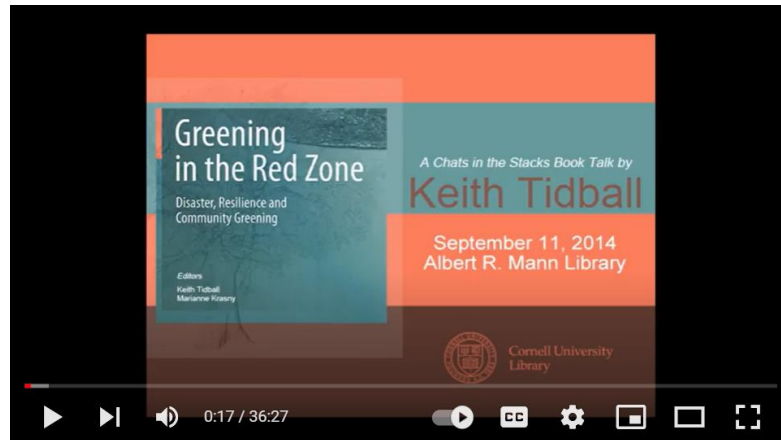 Greening
in the Red Zone
Disaster, Resilience and
Community Greening
Editors
Keith Tidball
Marianne Krasny
A Chats in the Stacks Book Talk by
Keith Tidball
September 11, 2014
Albert R. Mann Library
Cornell University
Library
0:17 / 36:27
CC